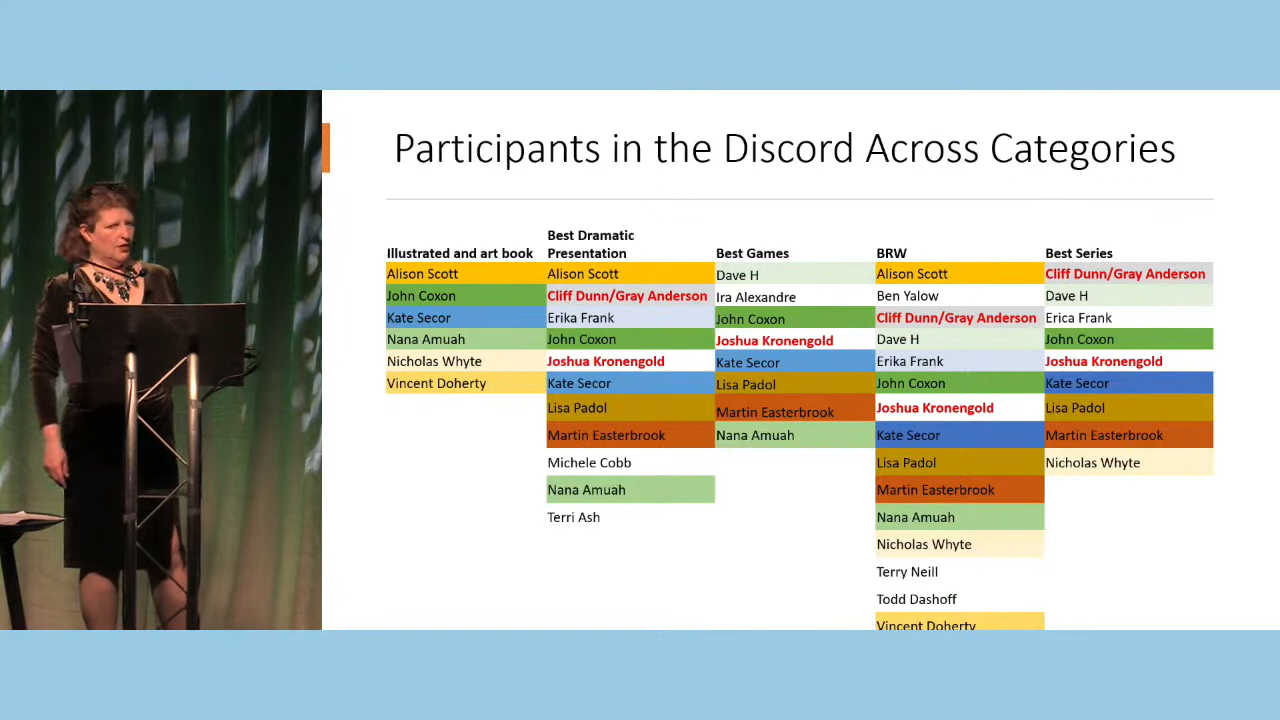 Participants in the Discord Across Categories
Illustrated and art book
Alison Scott
John Coxon
Kate Secor
Nana Amuah
Nicholas Whyte
Vincent Doherty
Best Dramatic
Presentation
Alison Scott
Cliff Dunn/Gray Anderson
Erika Frank
John Coxon
Joshua Kronengold
Kate Secor
Lisa Padol
Martin Easterbrook
Michele Cobb
Nana Amuah
Terri Ash
Best Games
Dave H
Ira Alexandre
John Coxon
Joshua Kronengold
Kate Secor
Lisa Padol
Martin Easterbrook
Nana Amuah
BRW
Alison Scott
Ben Yalow
Cliff Dunn/Gray Anderson
Dave H
Erika Frank
John Coxon
Joshua Kronengold
Kate Secor
Lisa Padol
Martin Easterbrook
Nana Amuah
Nicholas Whyte
Terry Neill
Todd Dashoff
Vincent Doherty
Best Series
Cliff Dunn/Gray Anderson
Dave H
Erica Frank
John Coxon
Joshua Kronengold
Kate Secor
Lisa Padol
Martin Easterbrook
Nicholas Whyte